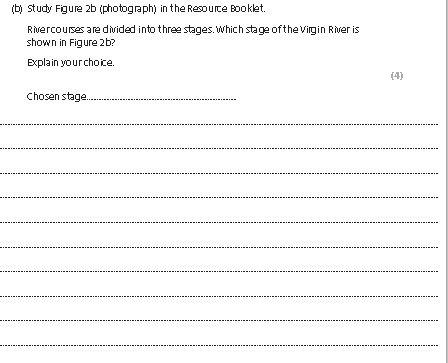 (b) Study Figure 2b (photograph) in the Resource Booklet.
River courses are divided into three stages. Which stage of the Virgin River is
shown in Figure 2b?
Explain your choice.
(4)
Chosen stage........................................................